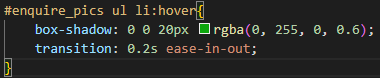 #enquire_pics ul li:hover{
    box-shadow: 0 0 20px rgba(0, 255, 0, 0.6);
    transition: 0.2s ease-in-out;
}